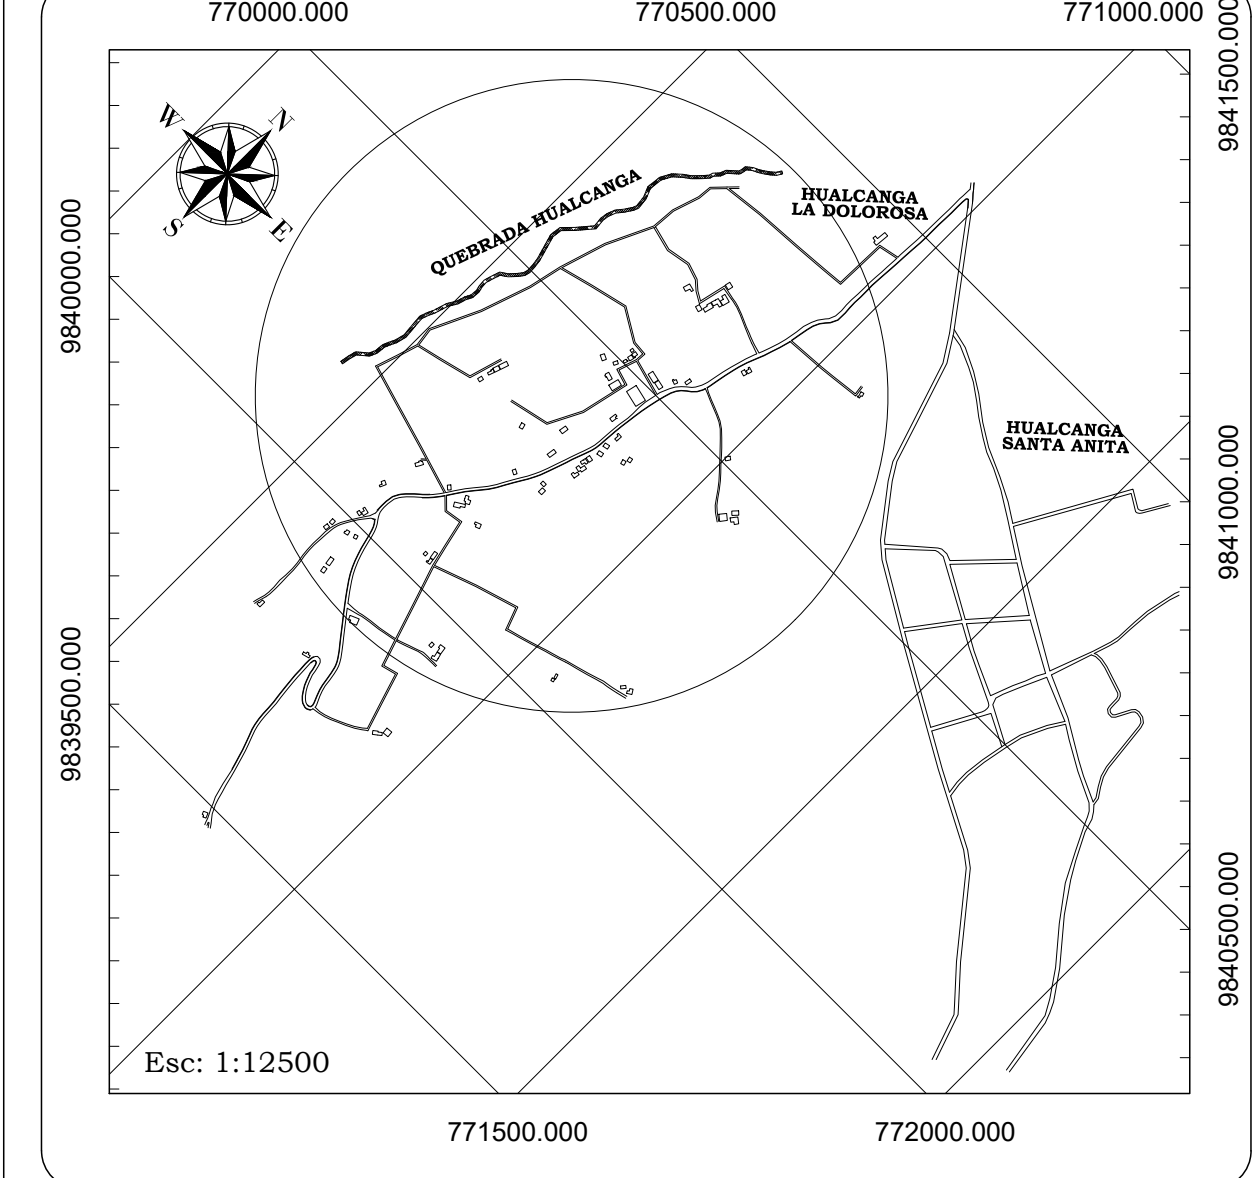 770000.000
770500.000
771000.000
9841500.000
W
N
S
E
QUEBRADA HUALCANGA
HUALCANGA
LA DOLOROSA
9840000.000
HUALCANGA
SANTA ANITA
9841000.000
9839500.000
9840500.000
Esc: 1:12500
771500.000
772000.000